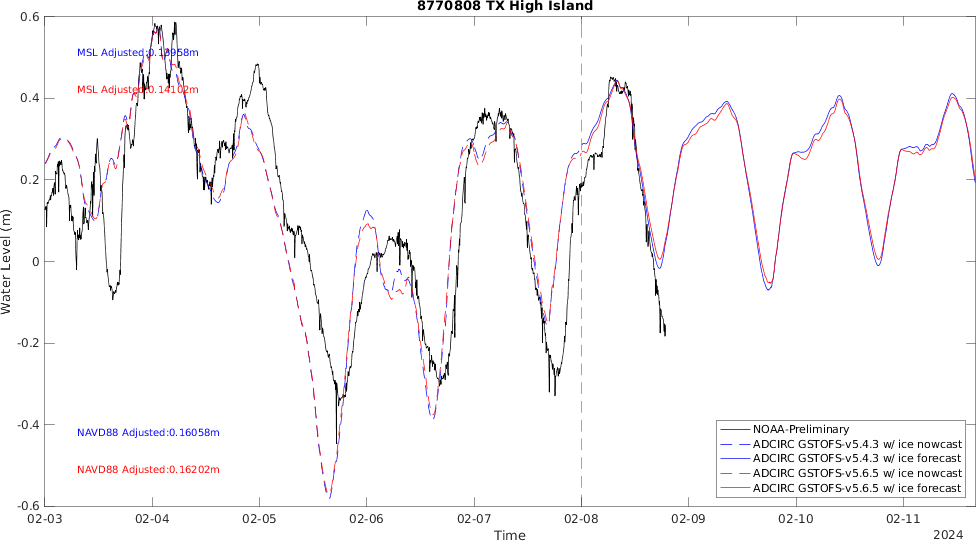 8770808 TX High Island
0.6
0.4
0.2
0
-0.2
-0.4
-0.6
Water Level (m)
MSL Adjusted:0.13958m
MSL Adjusted:0.14102m
NAVD88 Adjusted:0.16058m
NAVD88 Adjusted:0.16202m
NOAA-Preliminary
ADCIRC GSTOFS-v5.4.3 w/ ice nowcast
ADCIRC GSTOFS-v5.4.3 w/ ice forecast
ADCIRC GSTOFS-v5.6.5 w/ ice nowcast
ADCIRC GSTOFS-v5.6.5 w/ ice forecast
02-03 02-04 02-05 02-06 02-07 02-08 02-09 02-10 02-11
Time
2024